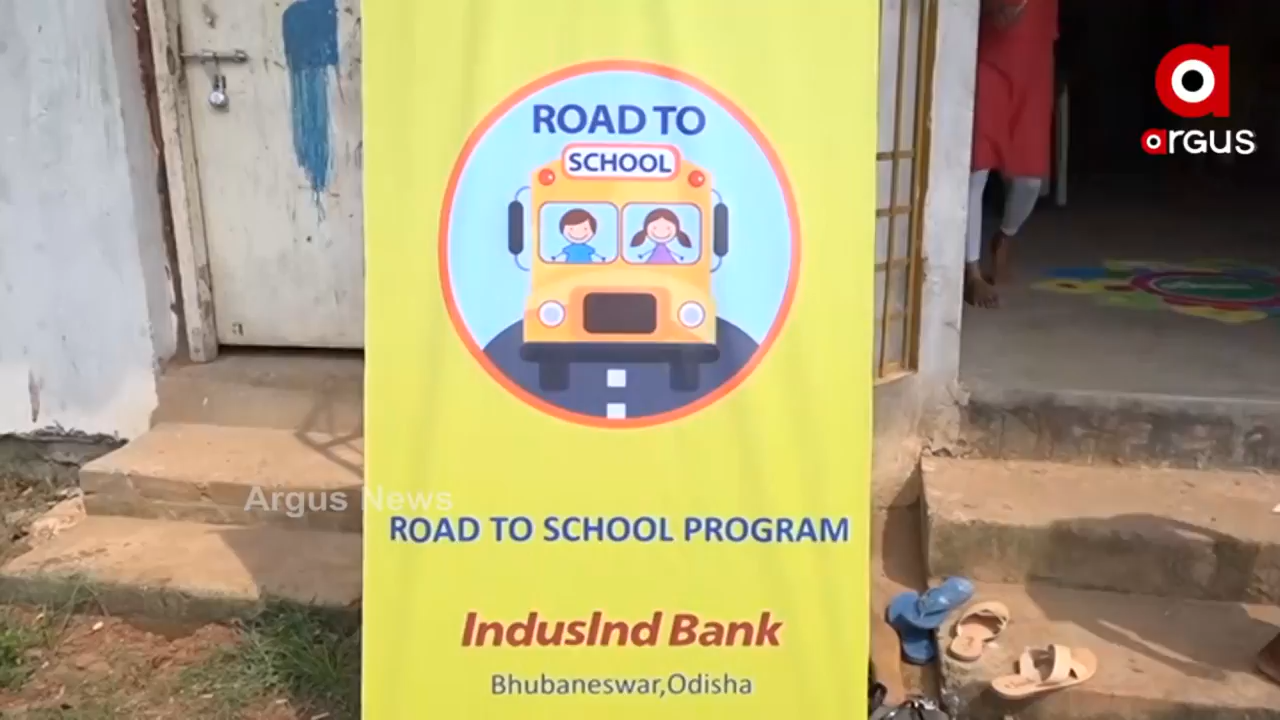 ROAD TO
SCHOOL
argus
Argus News
ROAD TO SCHOOL PROGRAM
IndusInd Bank
Bhubaneswar,Odisha